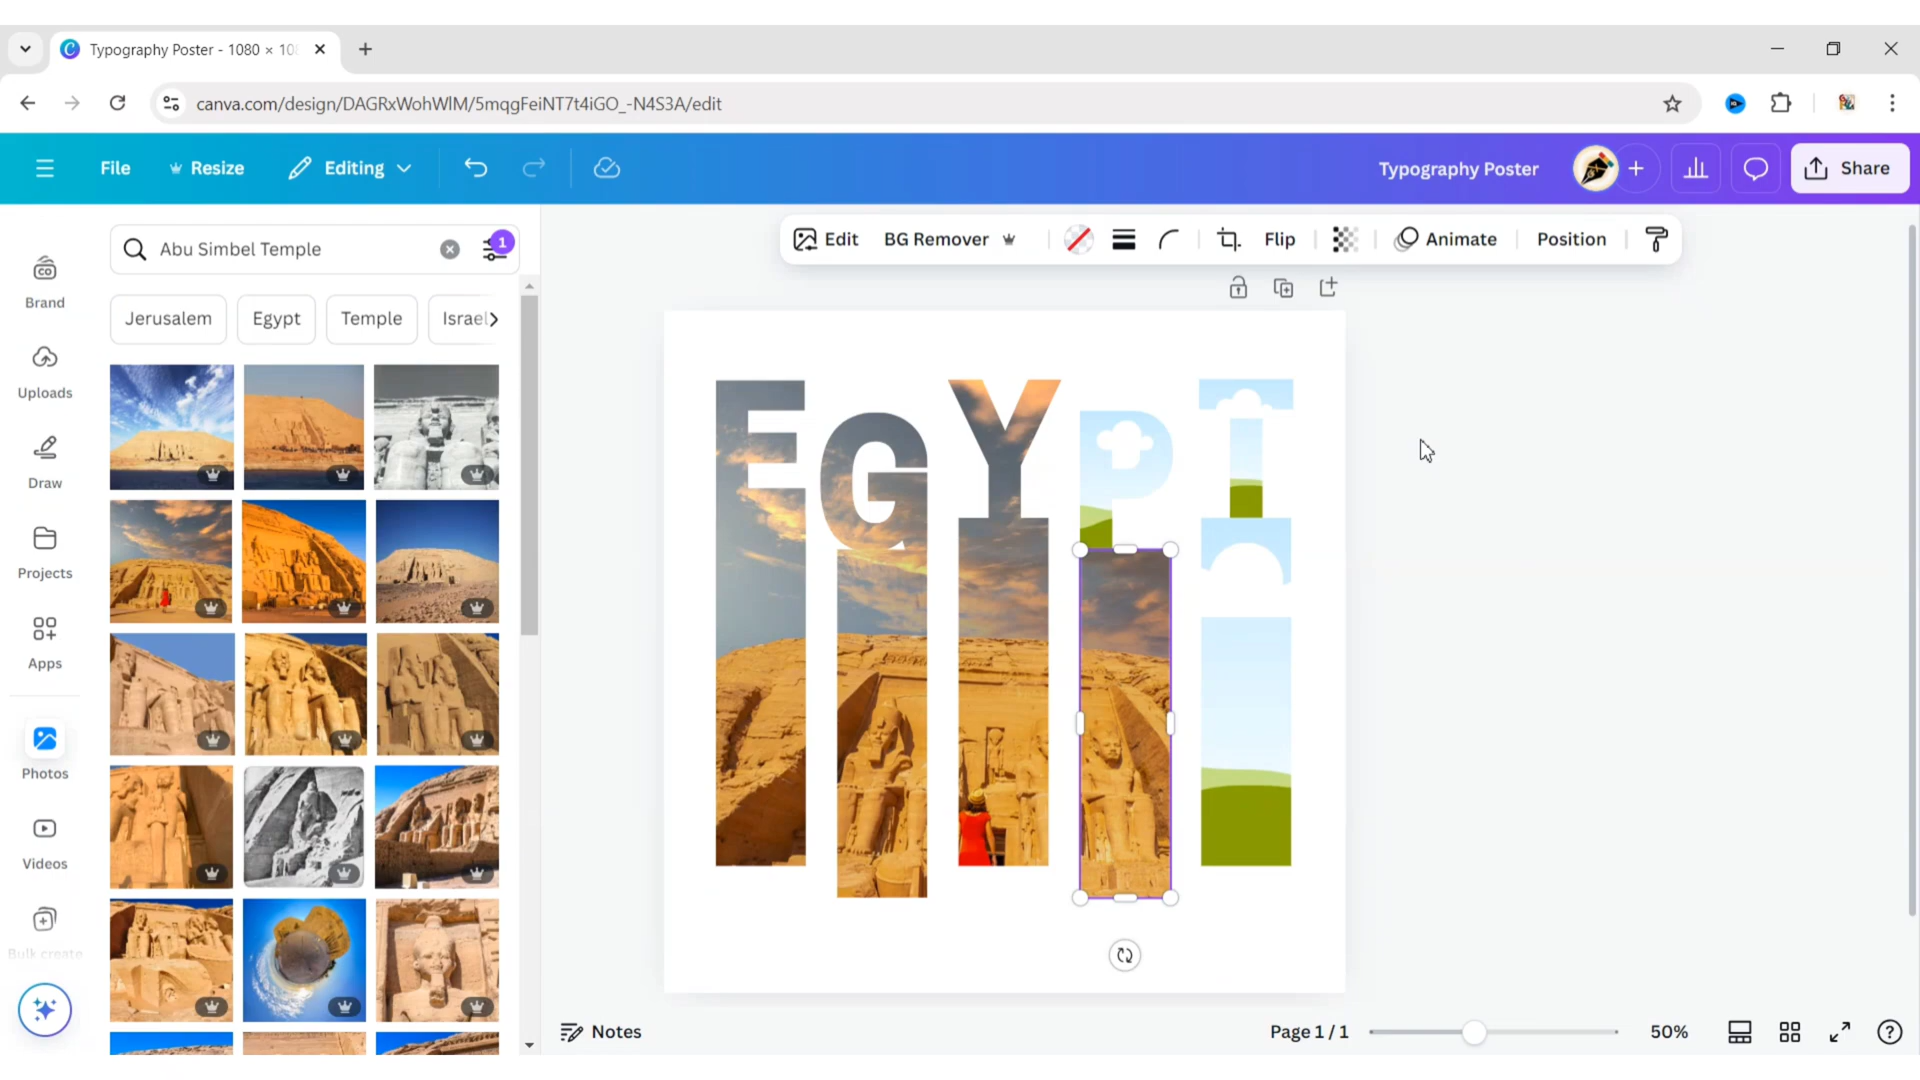 Typography Poster - 1080 × 10
canva.com/design/DAGRxWohWlM/5mqgFeiNT7t4iGO_-N4S3A/edit
File
Resize
Editing
Typography Poster
Share
Abu Simbel Temple
1
Edit
BG Remover
Flip
Animate
Position
Jerusalem
Egypt
Temple
Israel
Brand
Uploads
Draw
Projects
Apps
Photos
Videos
Bulk create
EGYPT
Notes
Page 1 / 1
50%